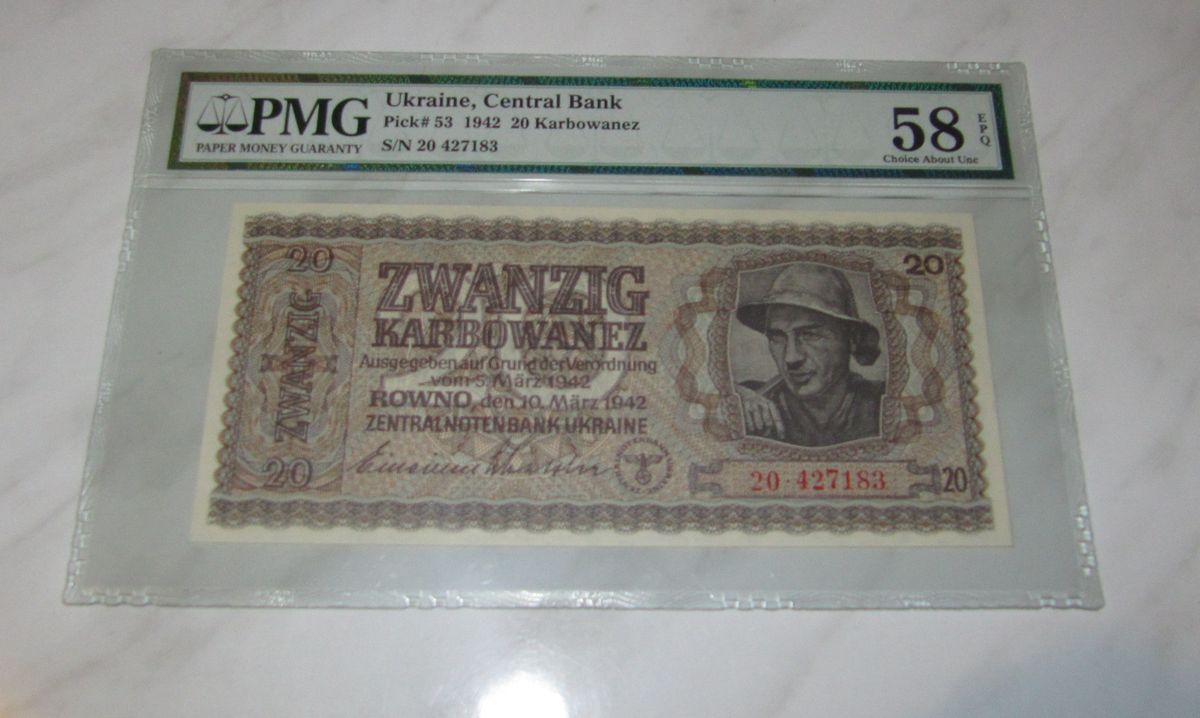 PMG
PAPER MONEY GUARANTY
Ukraine, Central Bank
Pick# 53 1942 20 Karbowanez
S/N 20 427183
58
EPQ
Choice About Unc
20
20
ZWANZIG
ZWANZIG
KARBOWANEZ
Ausgegeben auf Grund der Verordnung
vom 5. März 1942
ROWNO, den 10. März 1942
ZENTRALNOTENBANK UKRAINE
20
20 · 427183
20